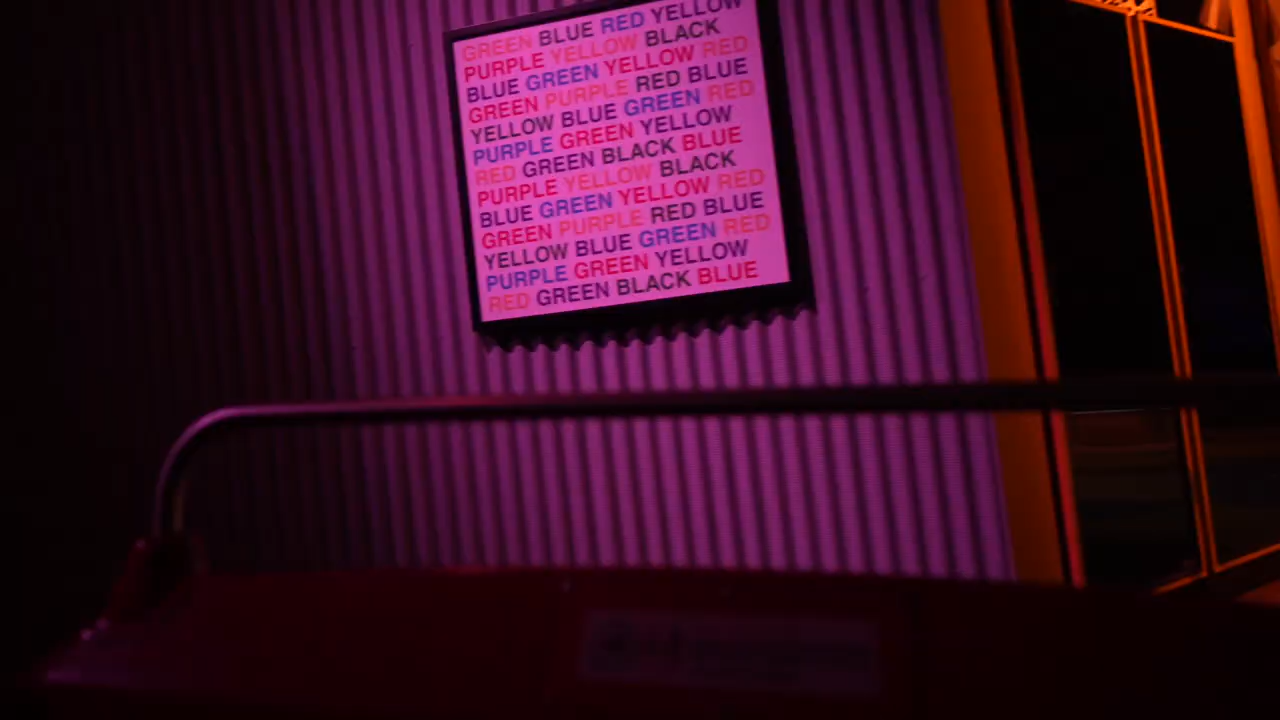 GREEN BLUE RED YELLOW
PURPLE YELLOW BLACK
BLUE GREEN YELLOW RED
GREEN PURPLE RED BLUE
YELLOW BLUE GREEN RED
PURPLE GREEN YELLOW
RED GREEN BLACK BLUE
PURPLE YELLOW BLACK
BLUE GREEN YELLOW RED
GREEN PURPLE RED BLUE
YELLOW BLUE GREEN RED
PURPLE GREEN YELLOW
RED GREEN BLACK BLUE